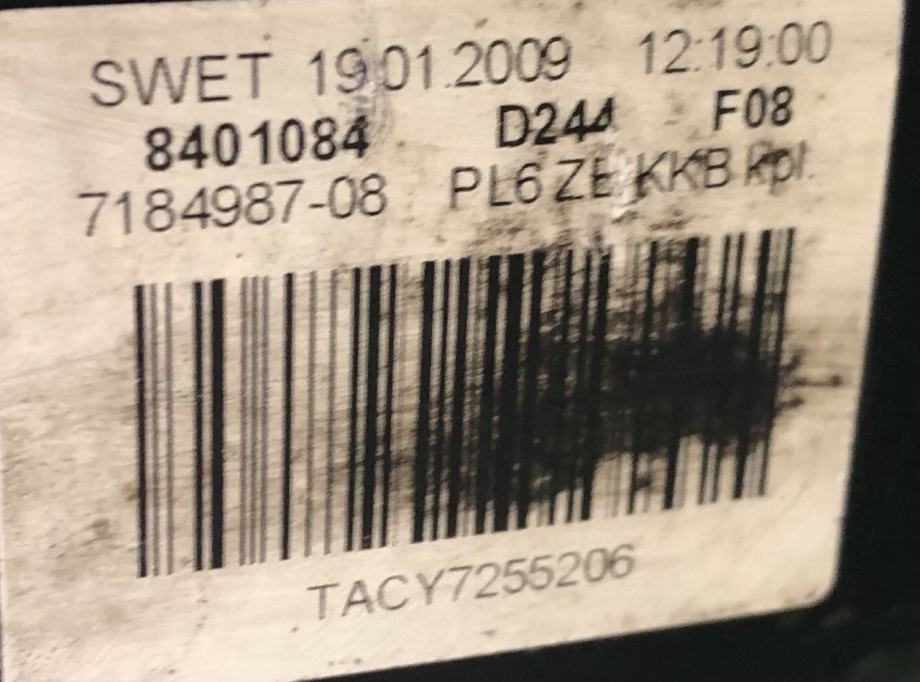 SWET 19.01.2009 12:19:00
8401084 D244 F08
7184987-08 PL6 ZE KKB kpl.
TACY7255206